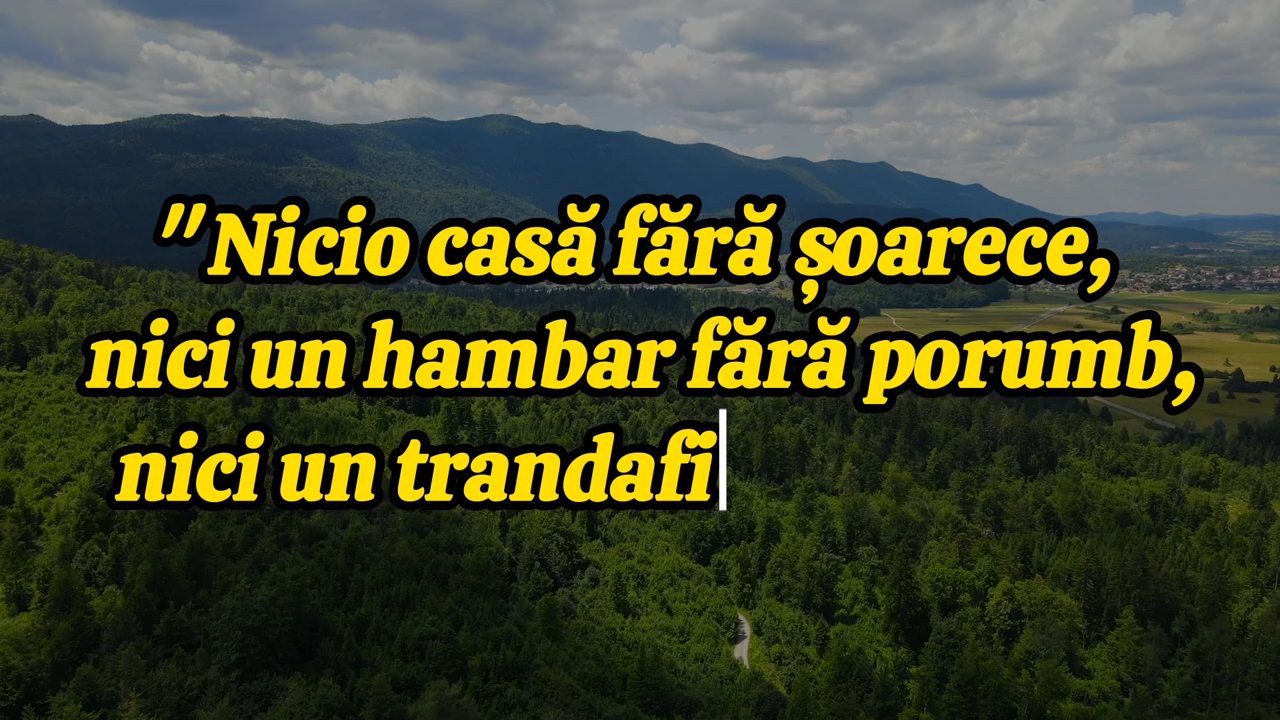 "Nicio casă fără șoarece,
nici un hambar fără porumb,
nici un trandafi